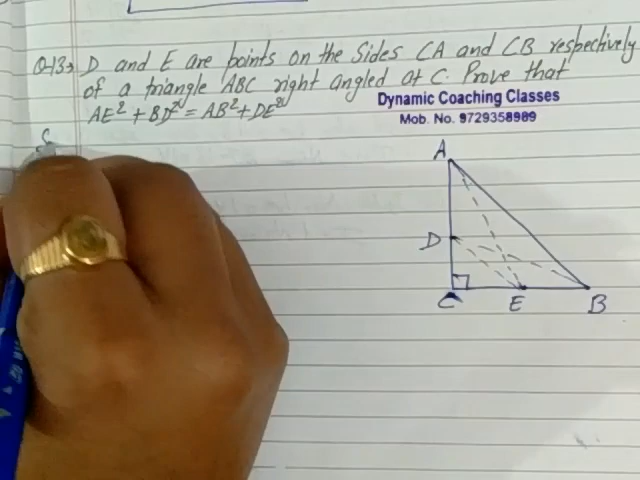 Q-13→ D and E are points on the sides CA and CB respectively
of a triangle ABC right angled at C. Prove that
AE² + BD² = AB² + DE²
Dynamic Coaching Classes
Mob. No. 9729358989
A
D
C E B